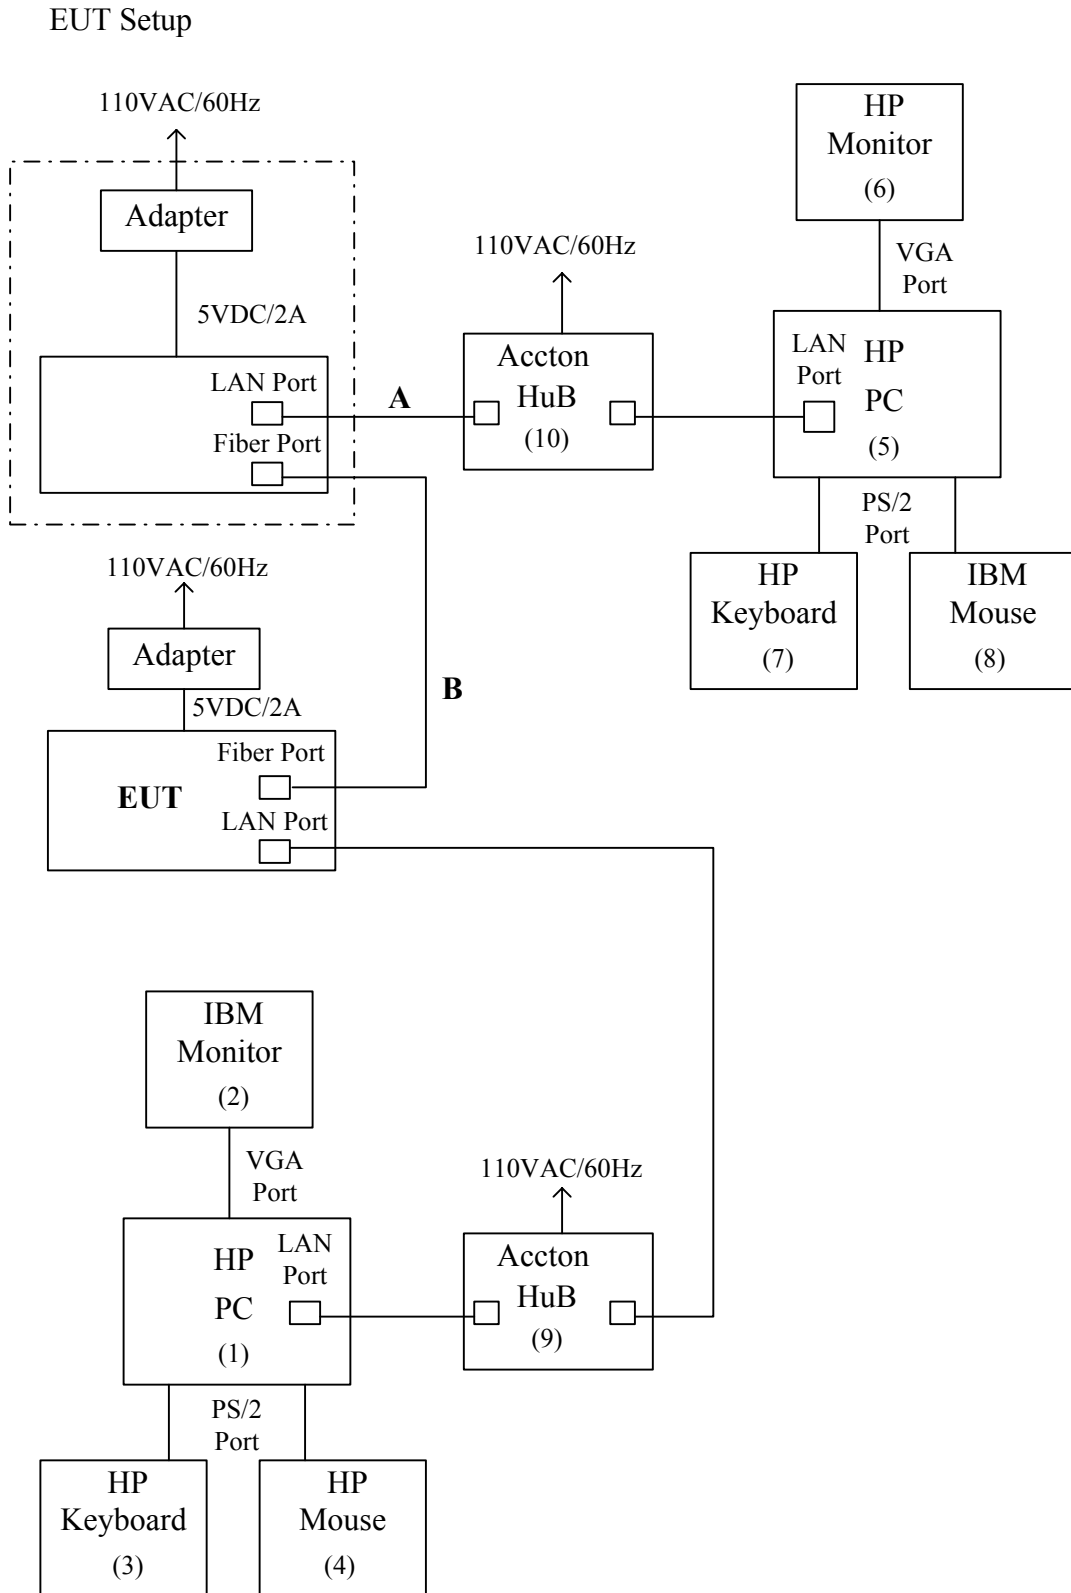 EUT Setup
110VAC/60Hz
Adapter
5VDC/2A
LAN Port
Fiber Port
A
110VAC/60Hz
Accton
HuB
(10)
HP
Monitor
(6)
VGA
Port
LAN
Port
HP
PC
(5)
PS/2
Port
HP
Keyboard
(7)
IBM
Mouse
(8)
110VAC/60Hz
Adapter
5VDC/2A
B
EUT
Fiber Port
LAN Port
IBM
Monitor
(2)
VGA
Port
HP
PC
(1)
LAN
Port
110VAC/60Hz
Accton
HuB
(9)
PS/2
Port
HP
Keyboard
(3)
HP
Mouse
(4)